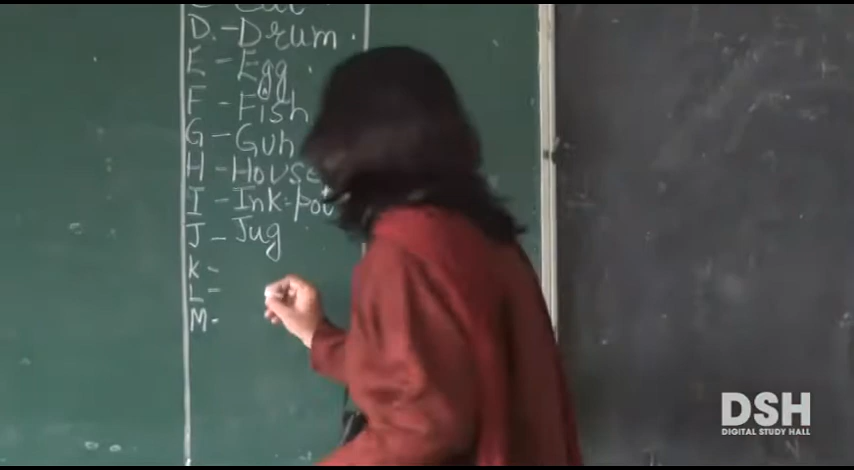 D. - Drum.
E - Egg.
F - Fish
G - Gun
H - House
I - Ink-pot
J - Jug
K -
L -
M -
DSH
DIGITAL STUDY HALL